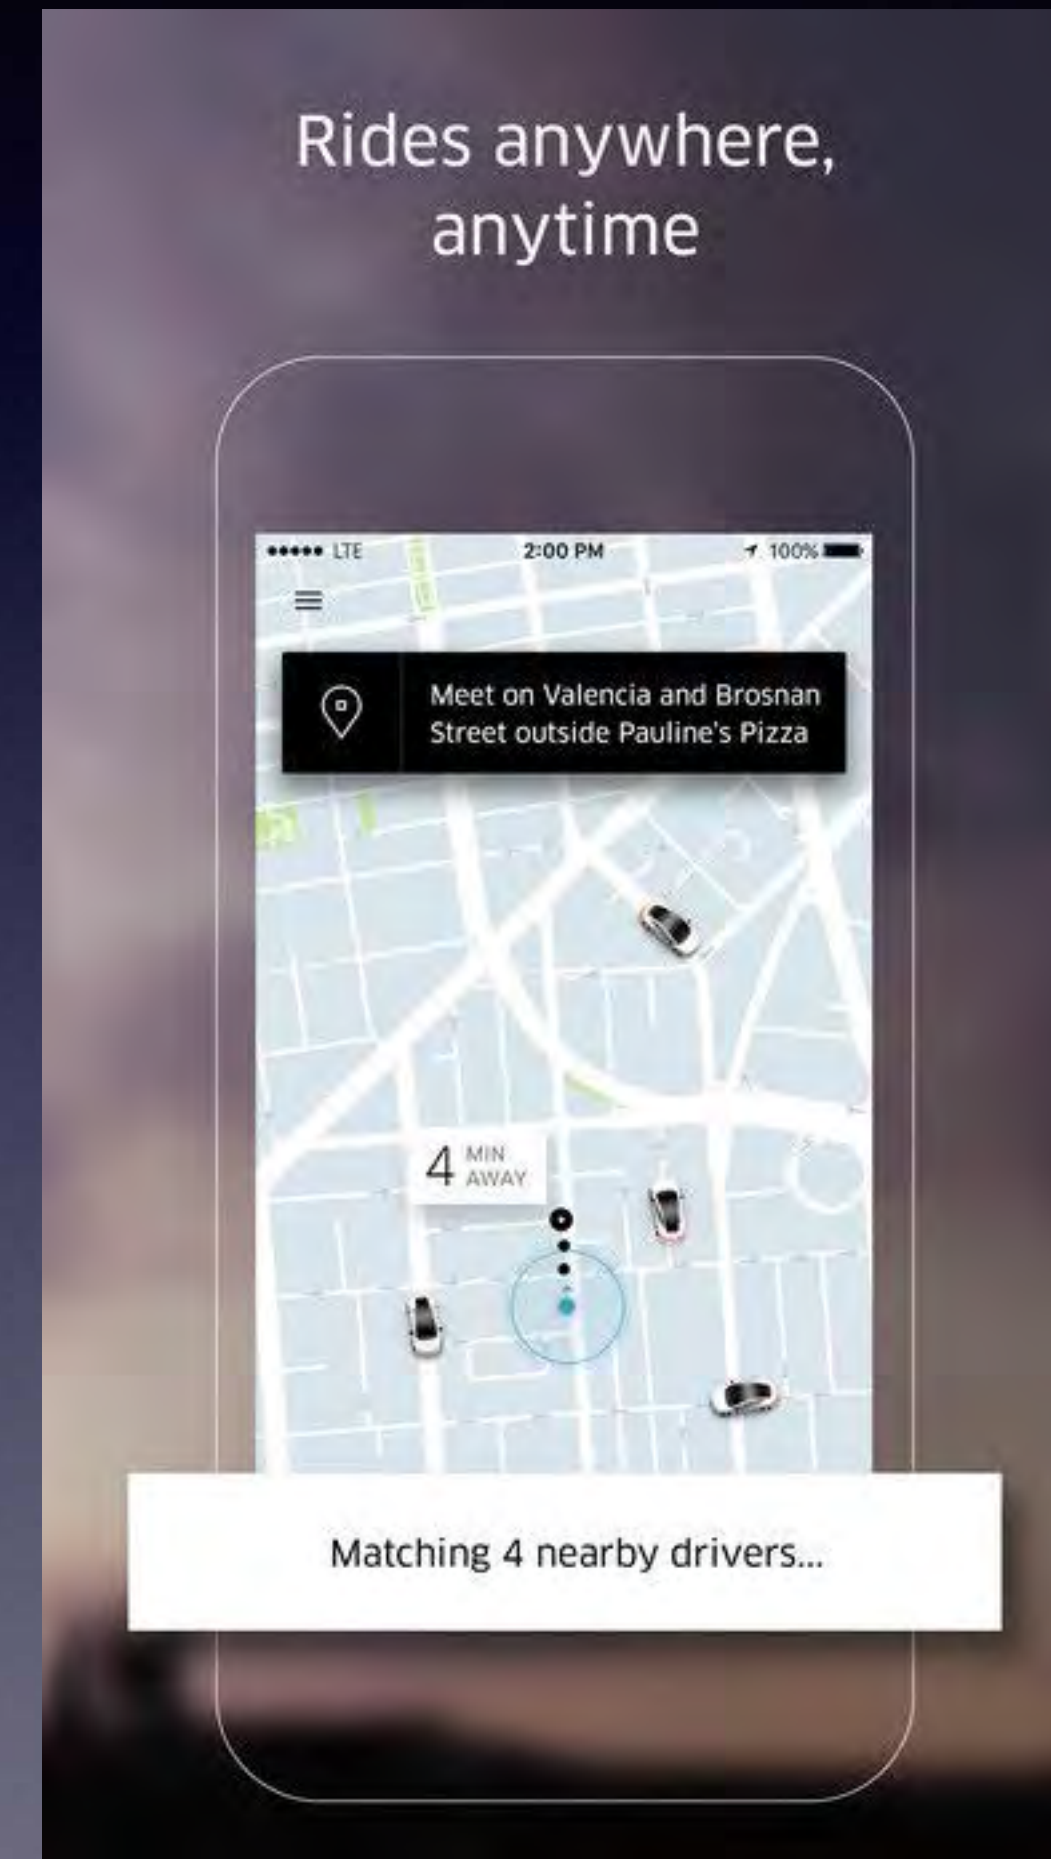 Rides anywhere,
anytime
LTE
2:00 PM
100%
Meet on Valencia and Brosnan
Street outside Pauline's Pizza
4 MIN
AWAY
Matching 4 nearby drivers...